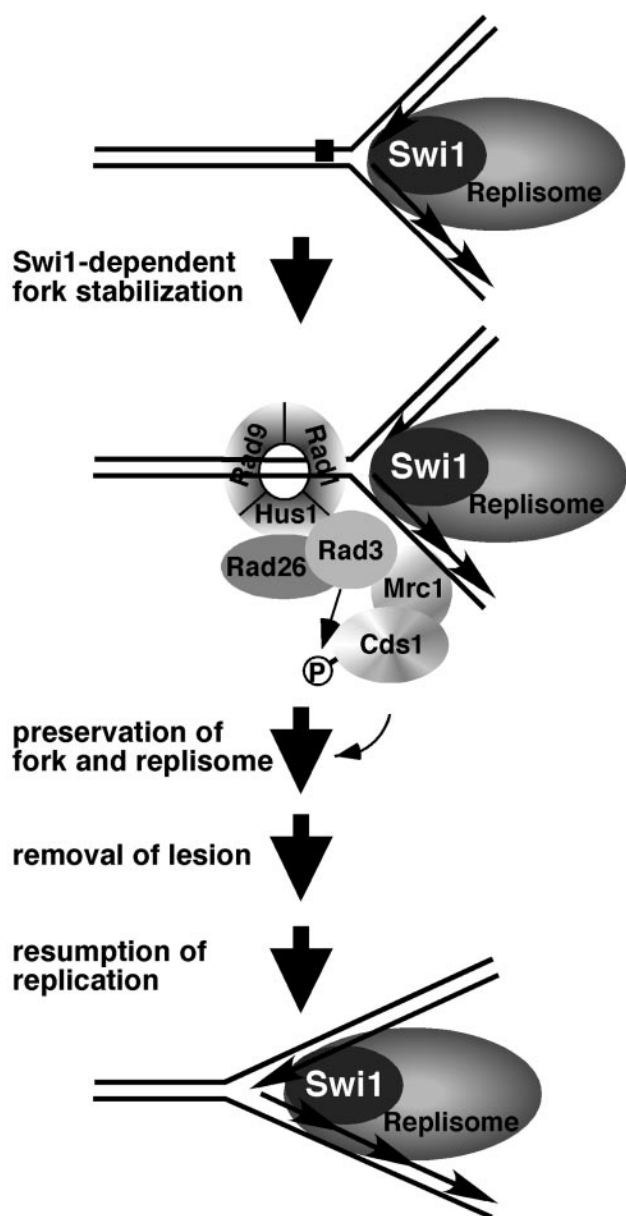 Swi1
Replisome
Swi1-dependent
fork stabilization
Rad9
Rad1
Hus1
Swi1
Replisome
Rad26
Rad3
Mrc1
Cds1
P
preservation of
fork and replisome
removal of lesion
resumption of
replication
Swi1
Replisome